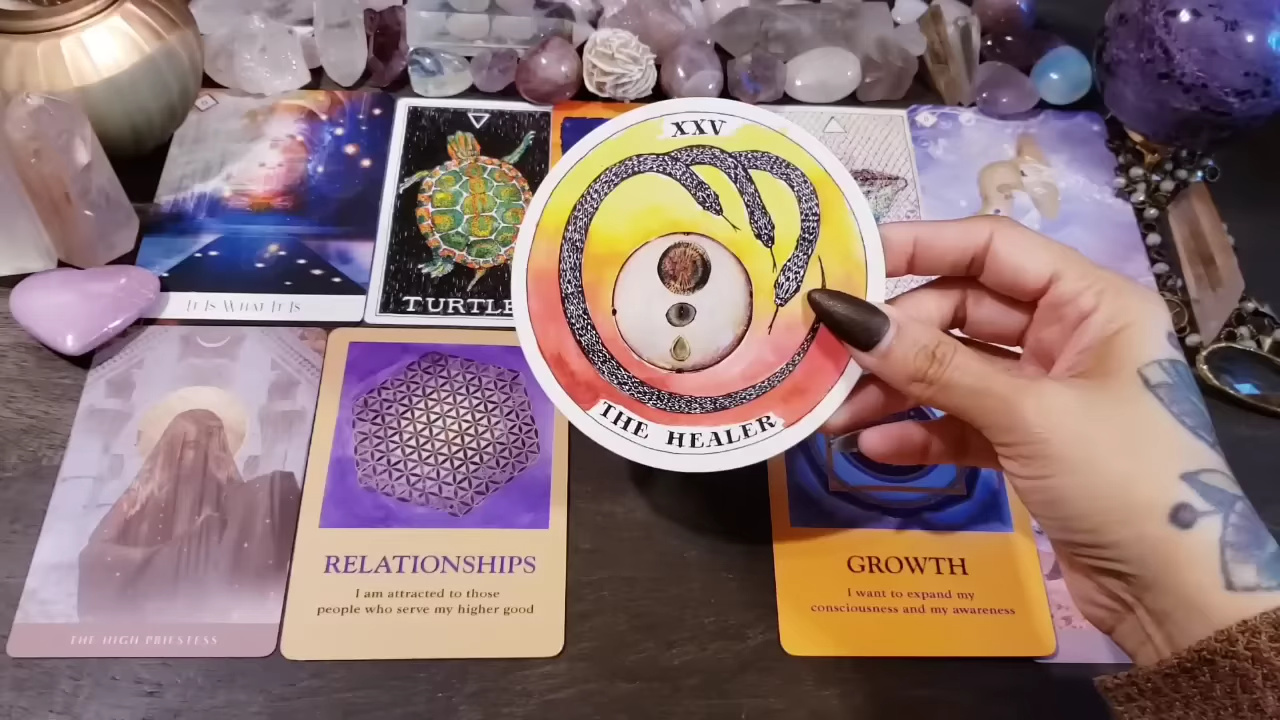 XXV
THE HEALER
IT IS WHAT IT IS
TURTLE
THE HIGH PRIESTESS
RELATIONSHIPS
I am attracted to those
people who serve my higher good
GROWTH
I want to expand my
consciousness and my awareness